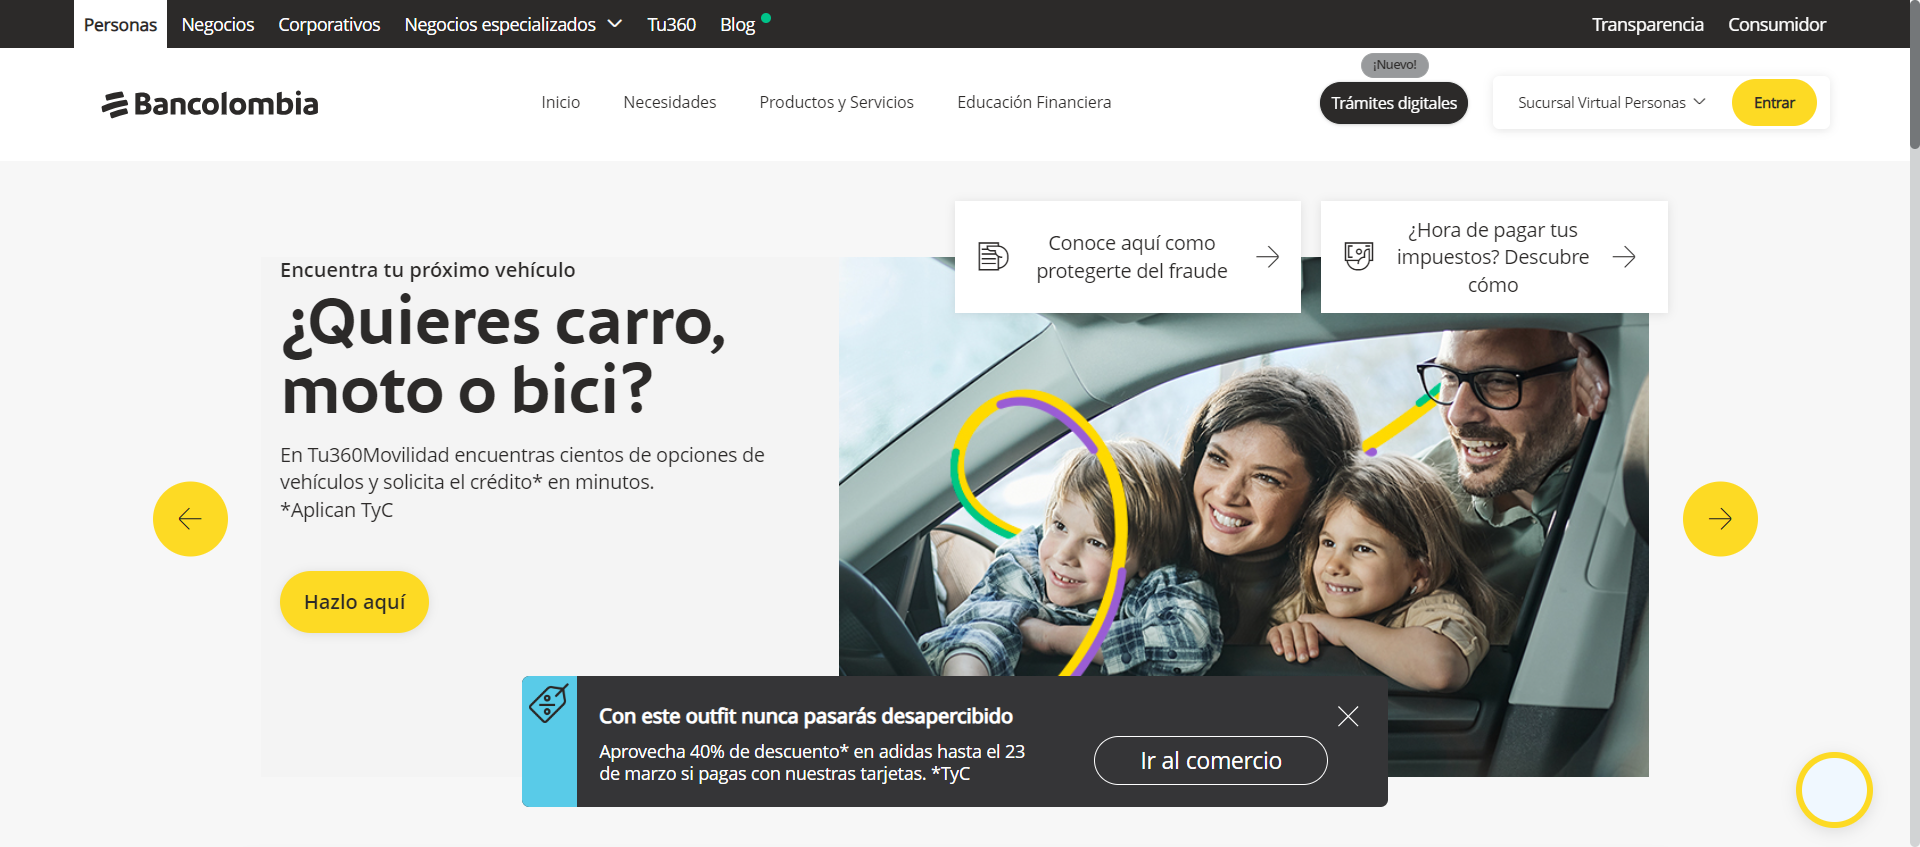 Personas
Negocios
Corporativos
Negocios especializados
Tu360
Blog
Transparencia
Consumidor
¡Nuevo!
Bancolombia
Inicio
Necesidades
Productos y Servicios
Educación Financiera
Trámites digitales
Sucursal Virtual Personas
Entrar
Conoce aquí como
protegerte del fraude
¿Hora de pagar tus
impuestos? Descubre
cómo
Encuentra tu próximo vehículo
¿Quieres carro,
moto o bici?
En Tu360Movilidad encuentras cientos de opciones de
vehículos y solicita el crédito* en minutos.
*Aplican TyC
Hazlo aquí
Con este outfit nunca pasarás desapercibido
Aprovecha 40% de descuento* en adidas hasta el 23
de marzo si pagas con nuestras tarjetas. *TyC
Ir al comercio